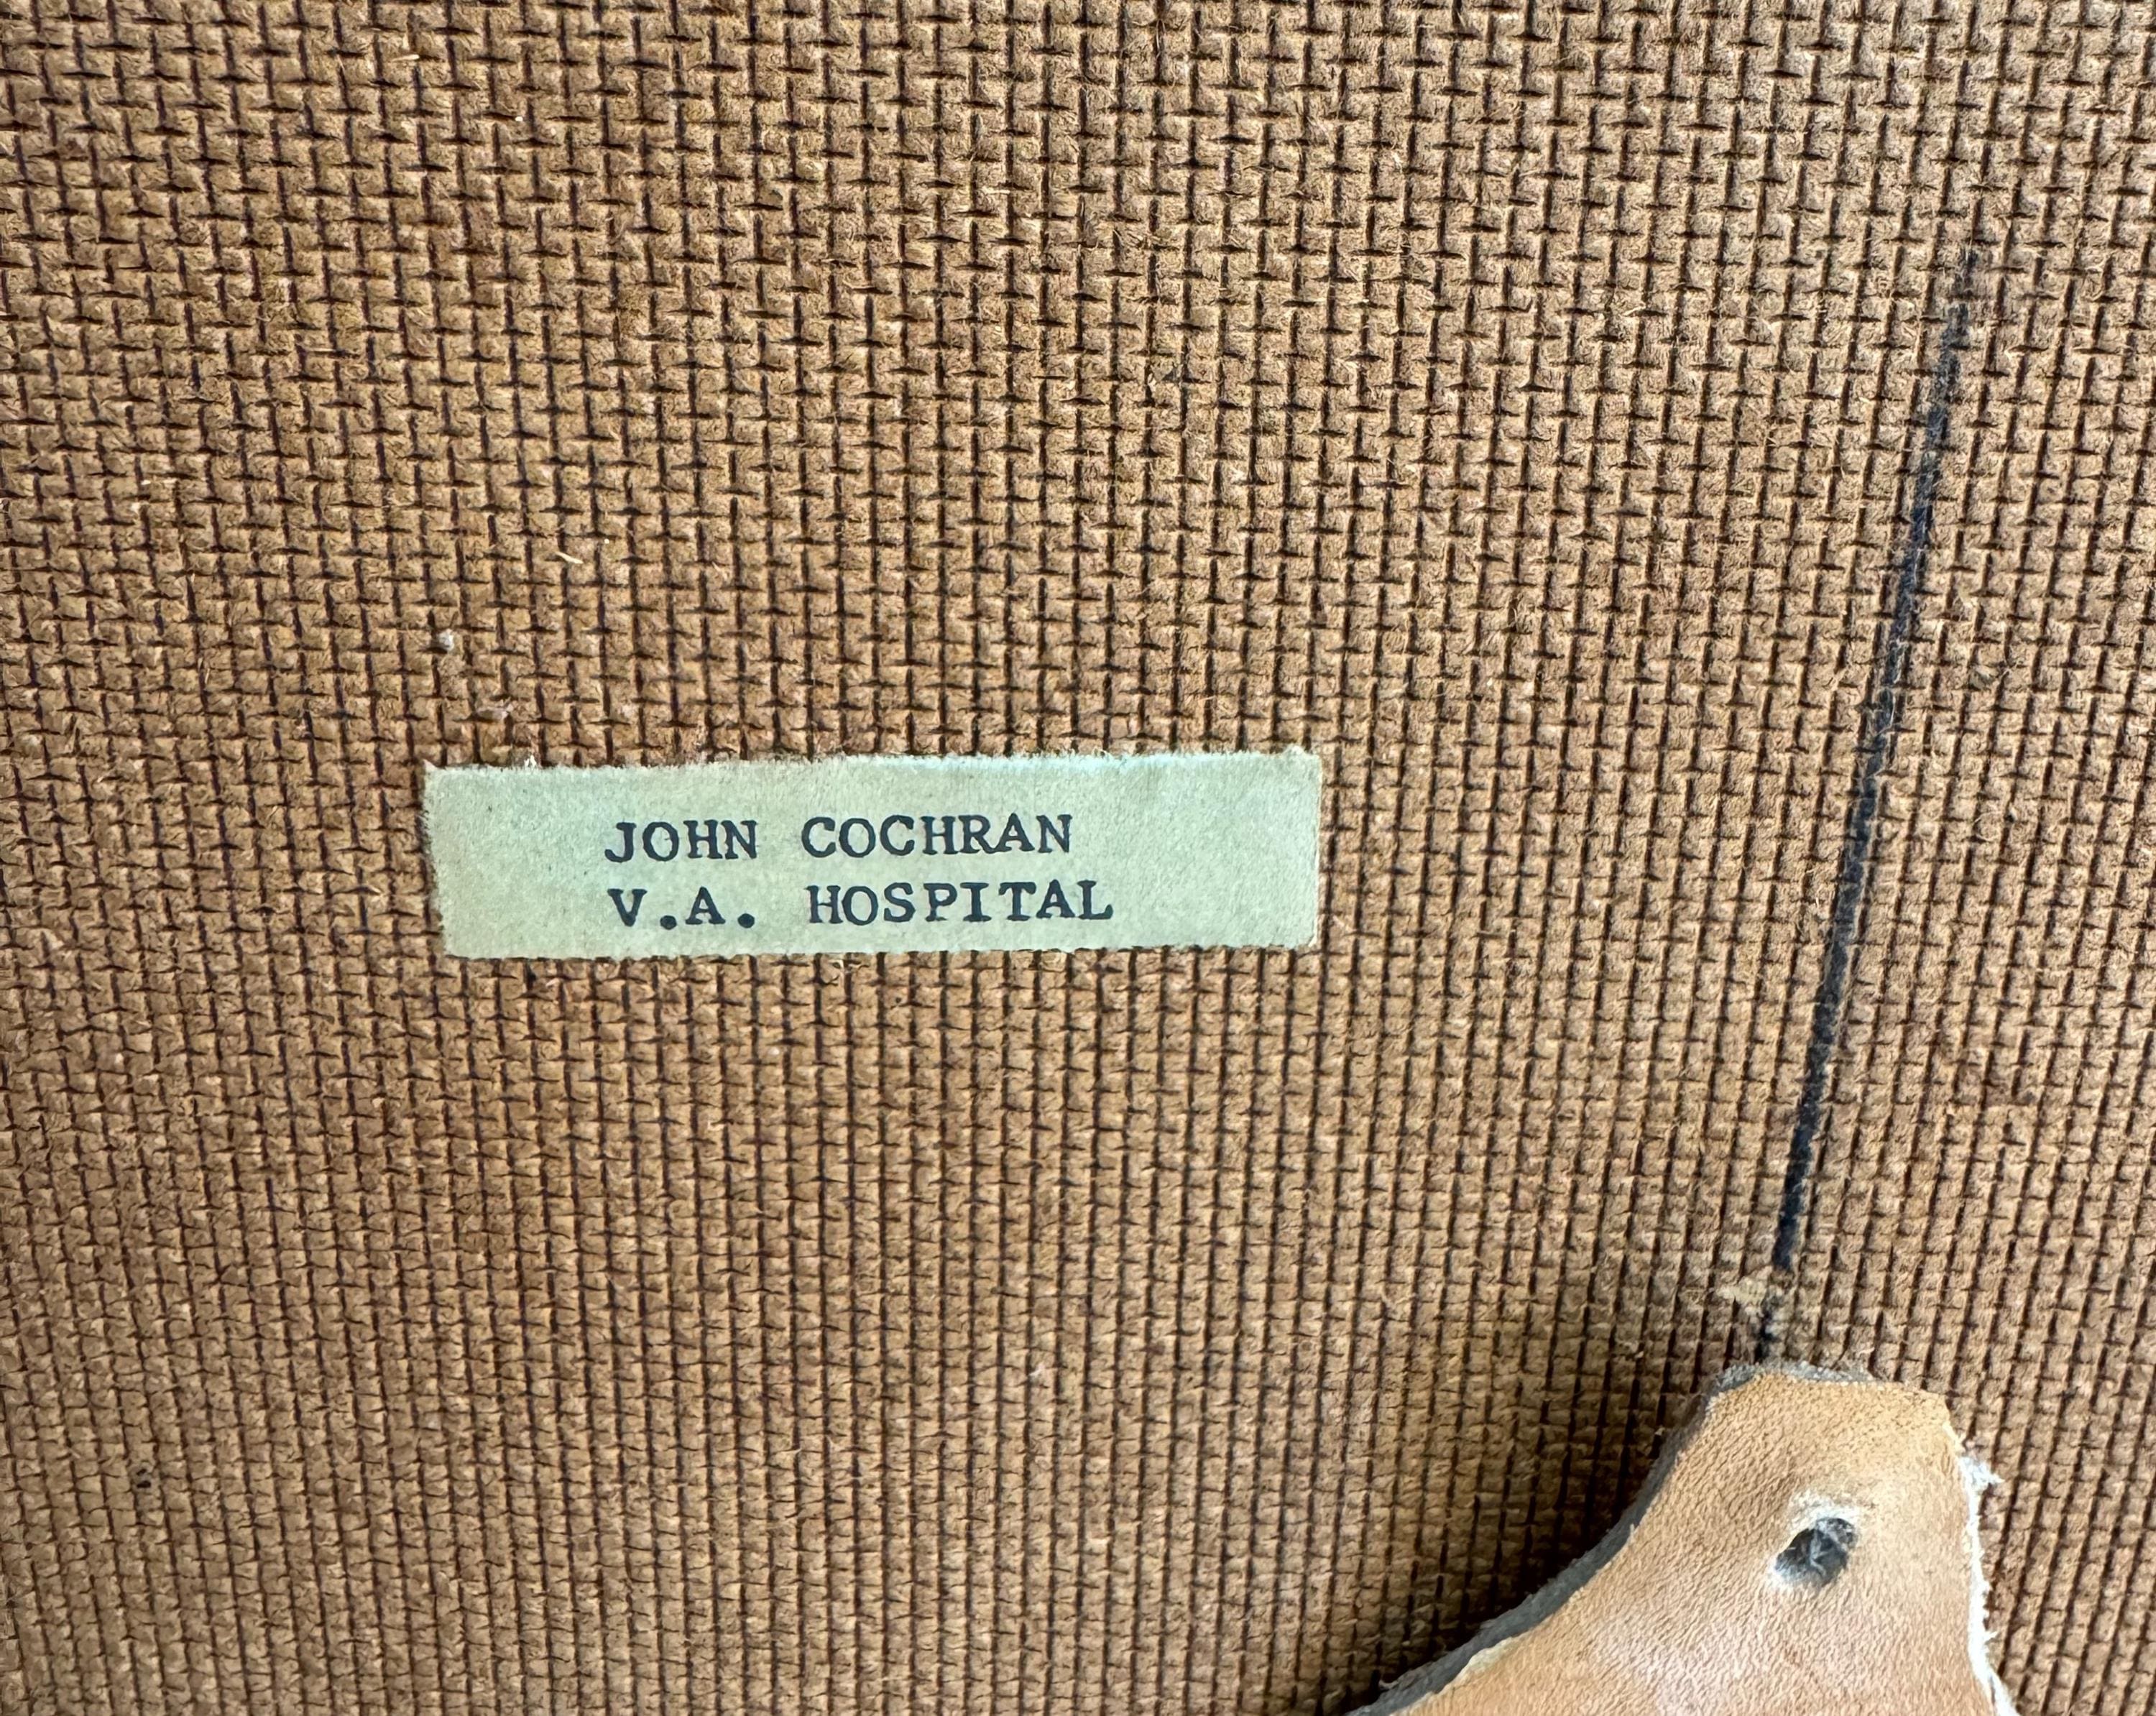 JOHN COCHRAN
V.A. HOSPITAL